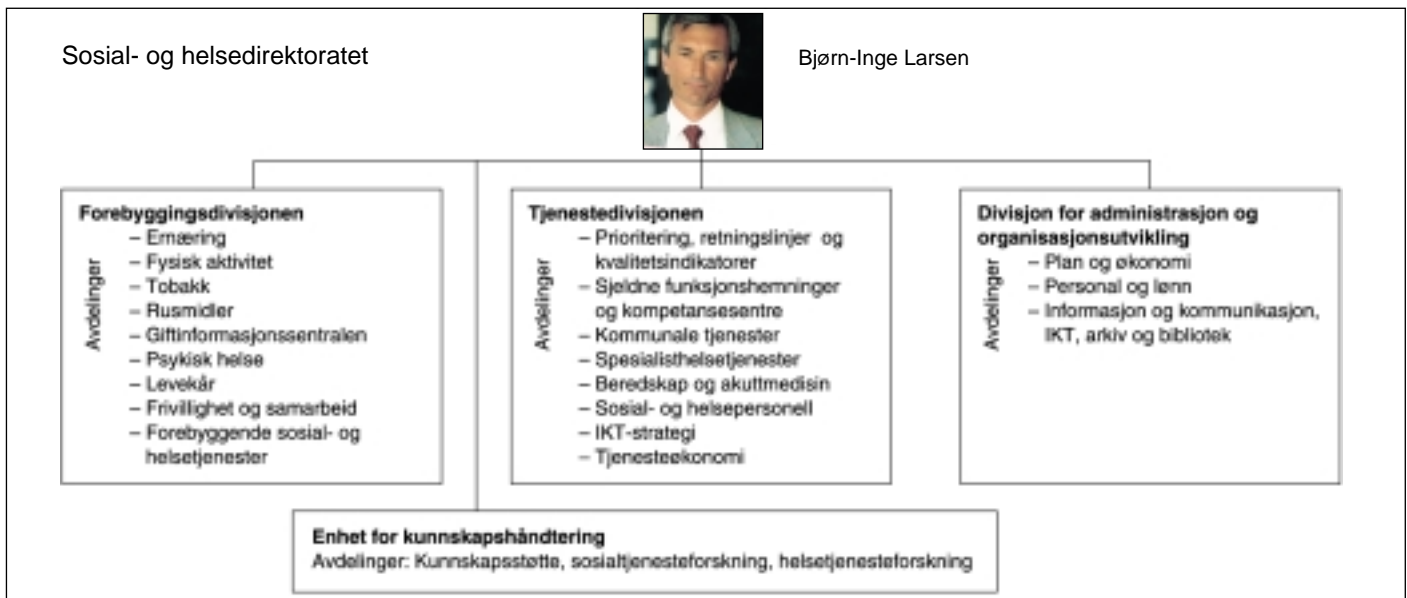 Sosial- og helsedirektoratet
Bjørn-Inge Larsen
Forebyggingsdivisjonen
Avdelinger
– Ernæring
– Fysisk aktivitet
– Tobakk
– Rusmidler
– Giftinformasjonssentralen
– Psykisk helse
– Levekår
– Frivillighet og samarbeid
– Forebyggende sosial- og
helsetjenester
Tjenestedivisjonen
Avdelinger
– Prioritering, retningslinjer og
kvalitetsindikatorer
– Sjeldne funksjonshemninger
og kompetansesentre
– Kommunale tjenester
– Spesialisthelsetjenester
– Beredskap og akuttmedisin
– Sosial- og helsepersonell
– IKT-strategi
– Tjenesteøkonomi
Divisjon for administrasjon og
organisasjonsutvikling
Avdelinger
– Plan og økonomi
– Personal og lønn
– Informasjon og kommunikasjon,
IKT, arkiv og bibliotek
Enhet for kunnskapshåndtering
Avdelinger: Kunnskapsstøtte, sosialtjenesteforskning, helsetjenesteforskning